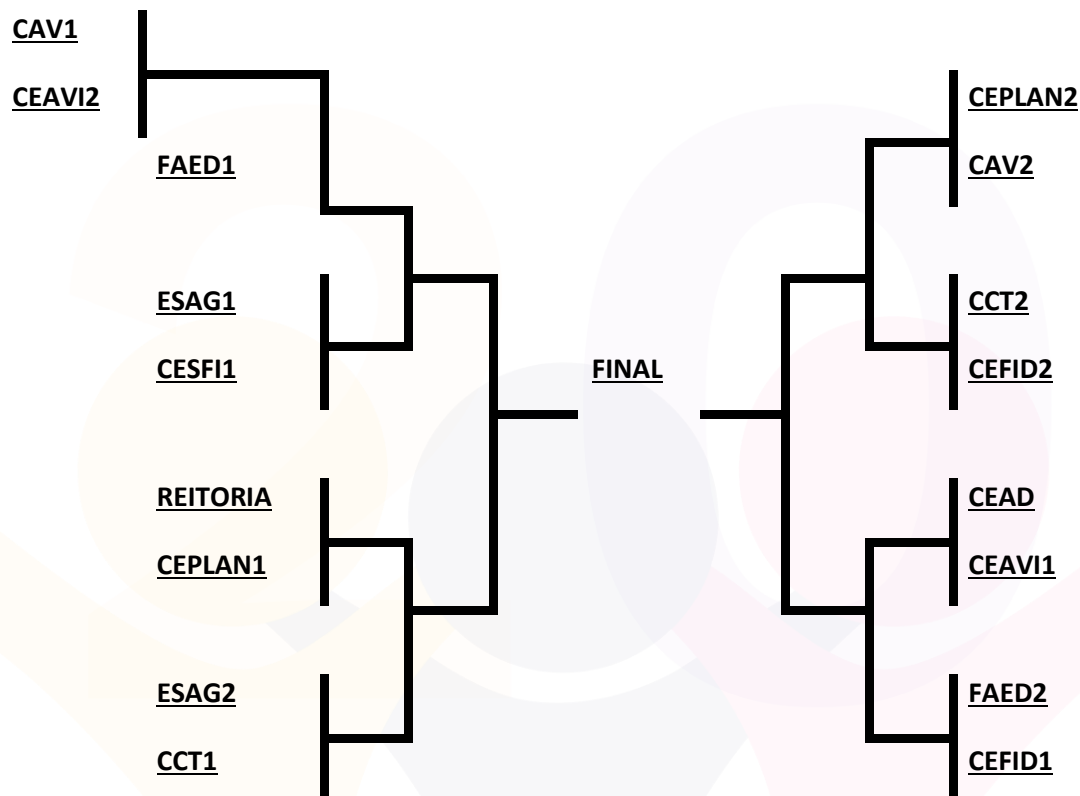 CAV1
CEAVI2
FAED1
ESAG1
CESFI1
REITORIA
CEPLAN1
ESAG2
CCT1
FINAL
CEPLAN2
CAV2
CCT2
CEFID2
CEAD
CEAVI1
FAED2
CEFID1